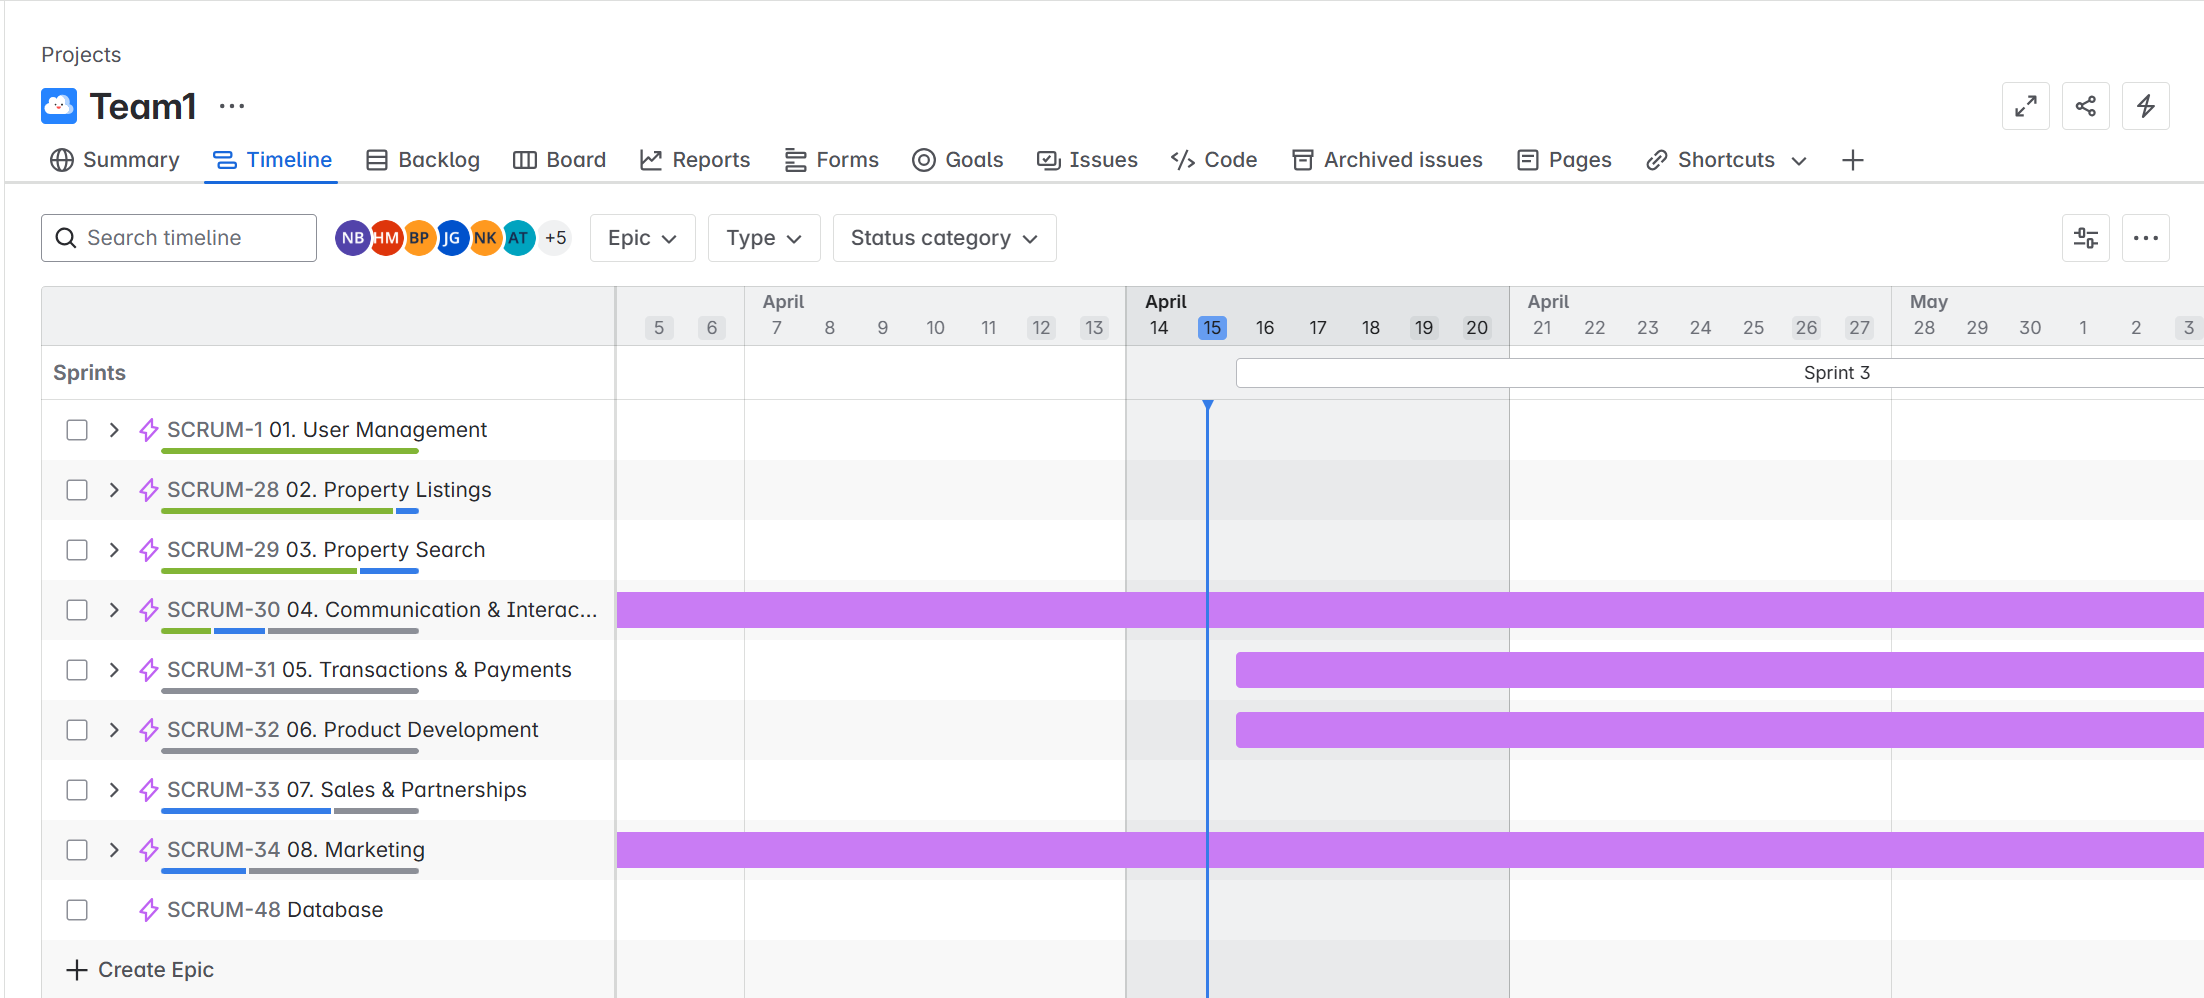 Projects
Team1
Summary Timeline Backlog Board Reports Forms Goals Issues Code Archived issues Pages Shortcuts
Search timeline NB HM BP JG NK AT +5 Epic Type Status category
April April April May
5 6 7 8 9 10 11 12 13 14 15 16 17 18 19 20 21 22 23 24 25 26 27 28 29 30 1 2 3
Sprints Sprint 3
SCRUM-1 01. User Management
SCRUM-28 02. Property Listings
SCRUM-29 03. Property Search
SCRUM-30 04. Communication & Interac...
SCRUM-31 05. Transactions & Payments
SCRUM-32 06. Product Development
SCRUM-33 07. Sales & Partnerships
SCRUM-34 08. Marketing
SCRUM-48 Database
Create Epic